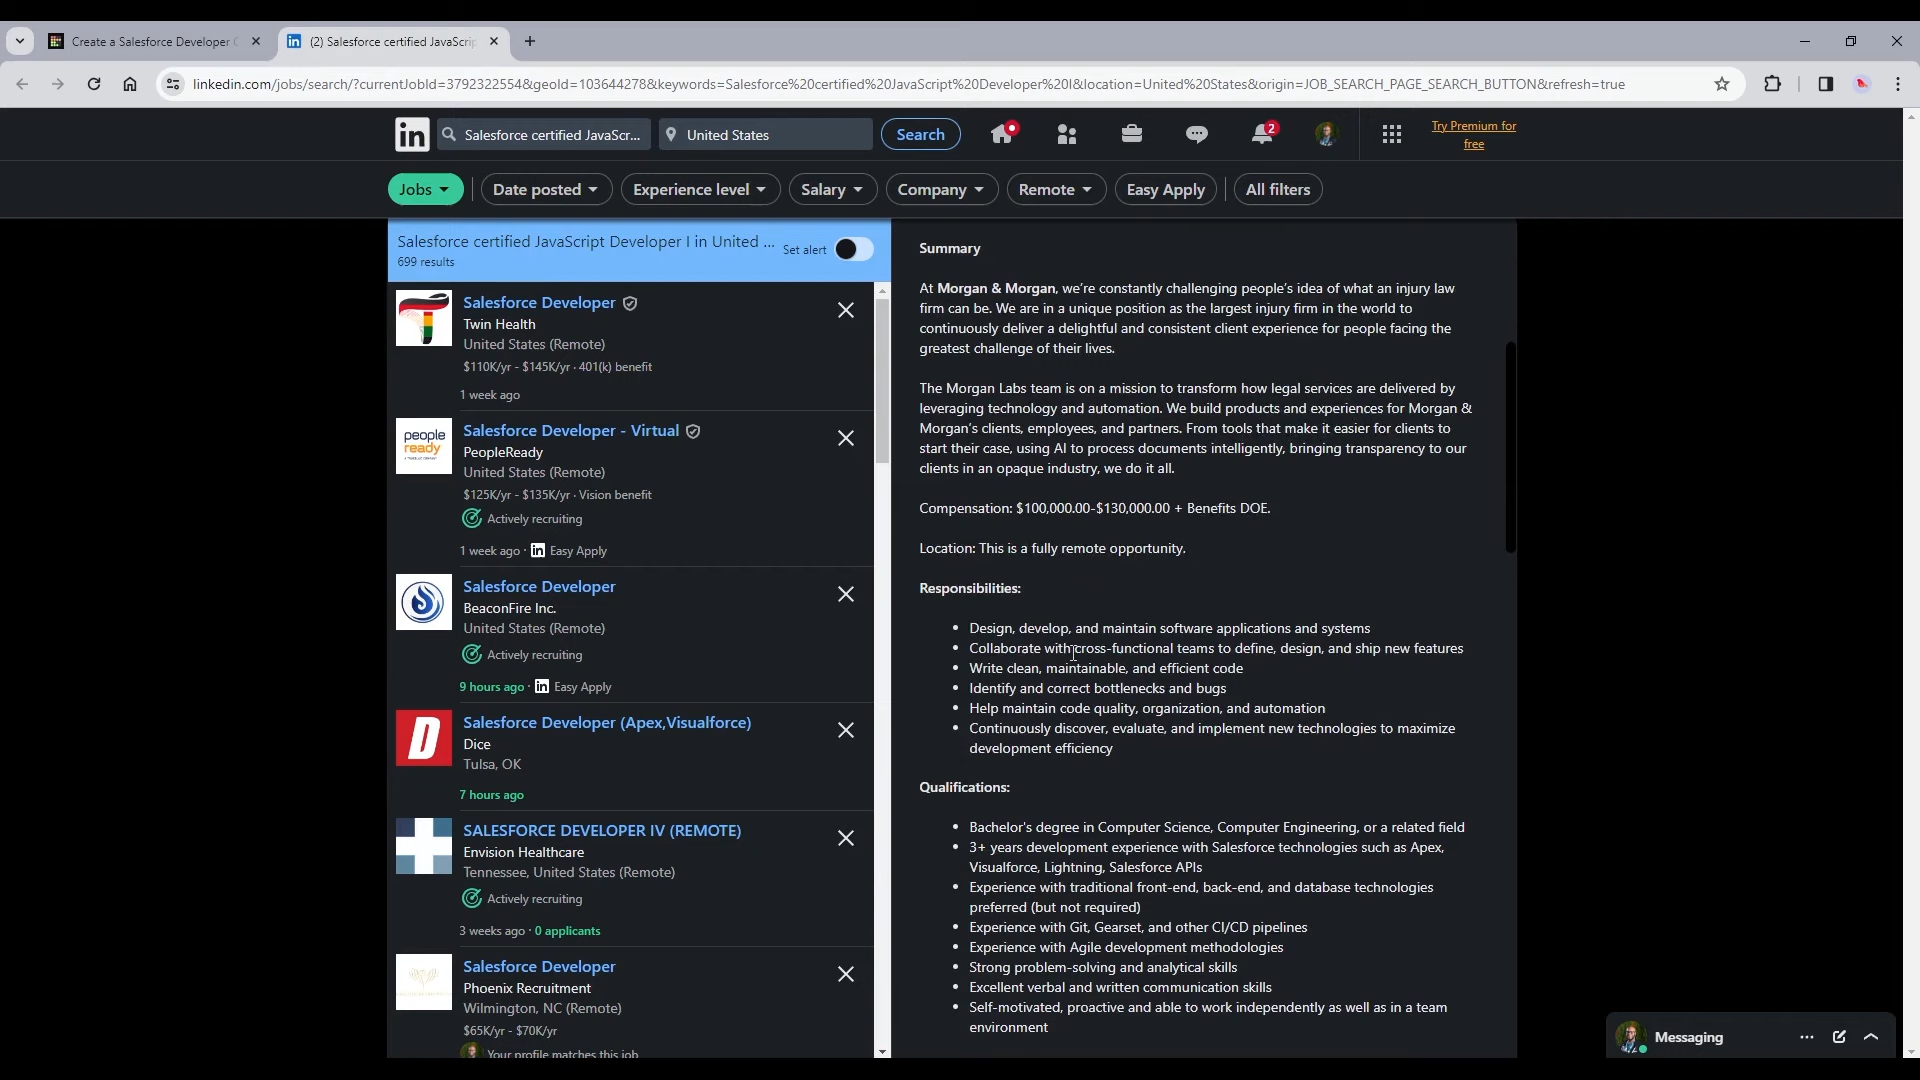 Create a Salesforce Developer C
(2) Salesforce certified JavaScrip
linkedin.com/jobs/search/?currentJobId=3792322554&geoId=103644278&keywords=Salesforce%20certified%20JavaScript%20Developer%20I&location=United%20States&origin=JOB_SEARCH_PAGE_SEARCH_BUTTON&refresh=true
in
Salesforce certified JavaScr...
United States
Search
2
Try Premium for
free
Jobs
Date posted
Experience level
Salary
Company
Remote
Easy Apply
All filters
Salesforce certified JavaScript Developer I in United ...
699 results
Set alert
Salesforce Developer
Twin Health
United States (Remote)
$110K/yr - $145K/yr · 401(k) benefit
1 week ago
people
ready
Salesforce Developer - Virtual
PeopleReady
United States (Remote)
$125K/yr - $135K/yr · Vision benefit
Actively recruiting
1 week ago · in Easy Apply
Salesforce Developer
BeaconFire Inc.
United States (Remote)
Actively recruiting
9 hours ago · in Easy Apply
D
Salesforce Developer (Apex,Visualforce)
Dice
Tulsa, OK
7 hours ago
SALESFORCE DEVELOPER IV (REMOTE)
Envision Healthcare
Tennessee, United States (Remote)
Actively recruiting
3 weeks ago · 0 applicants
Salesforce Developer
Phoenix Recruitment
Wilmington, NC (Remote)
$65K/yr - $70K/yr
Your profile matches this job
Summary
At Morgan & Morgan, we're constantly challenging people's idea of what an injury law
firm can be. We are in a unique position as the largest injury firm in the world to
continuously deliver a delightful and consistent client experience for people facing the
greatest challenge of their lives.
The Morgan Labs team is on a mission to transform how legal services are delivered by
leveraging technology and automation. We build products and experiences for Morgan &
Morgan's clients, employees, and partners. From tools that make it easier for clients to
start their case, using AI to process documents intelligently, bringing transparency to our
clients in an opaque industry, we do it all.
Compensation: $100,000.00-$130,000.00 + Benefits DOE.
Location: This is a fully remote opportunity.
Responsibilities:
• Design, develop, and maintain software applications and systems
• Collaborate with cross-functional teams to define, design, and ship new features
• Write clean, maintainable, and efficient code
• Identify and correct bottlenecks and bugs
• Help maintain code quality, organization, and automation
• Continuously discover, evaluate, and implement new technologies to maximize
development efficiency
Qualifications:
• Bachelor's degree in Computer Science, Computer Engineering, or a related field
• 3+ years development experience with Salesforce technologies such as Apex,
Visualforce, Lightning, Salesforce APIs
• Experience with traditional front-end, back-end, and database technologies
preferred (but not required)
• Experience with Git, Gearset, and other CI/CD pipelines
• Experience with Agile development methodologies
• Strong problem-solving and analytical skills
• Excellent verbal and written communication skills
• Self-motivated, proactive and able to work independently as well as in a team
environment
Messaging